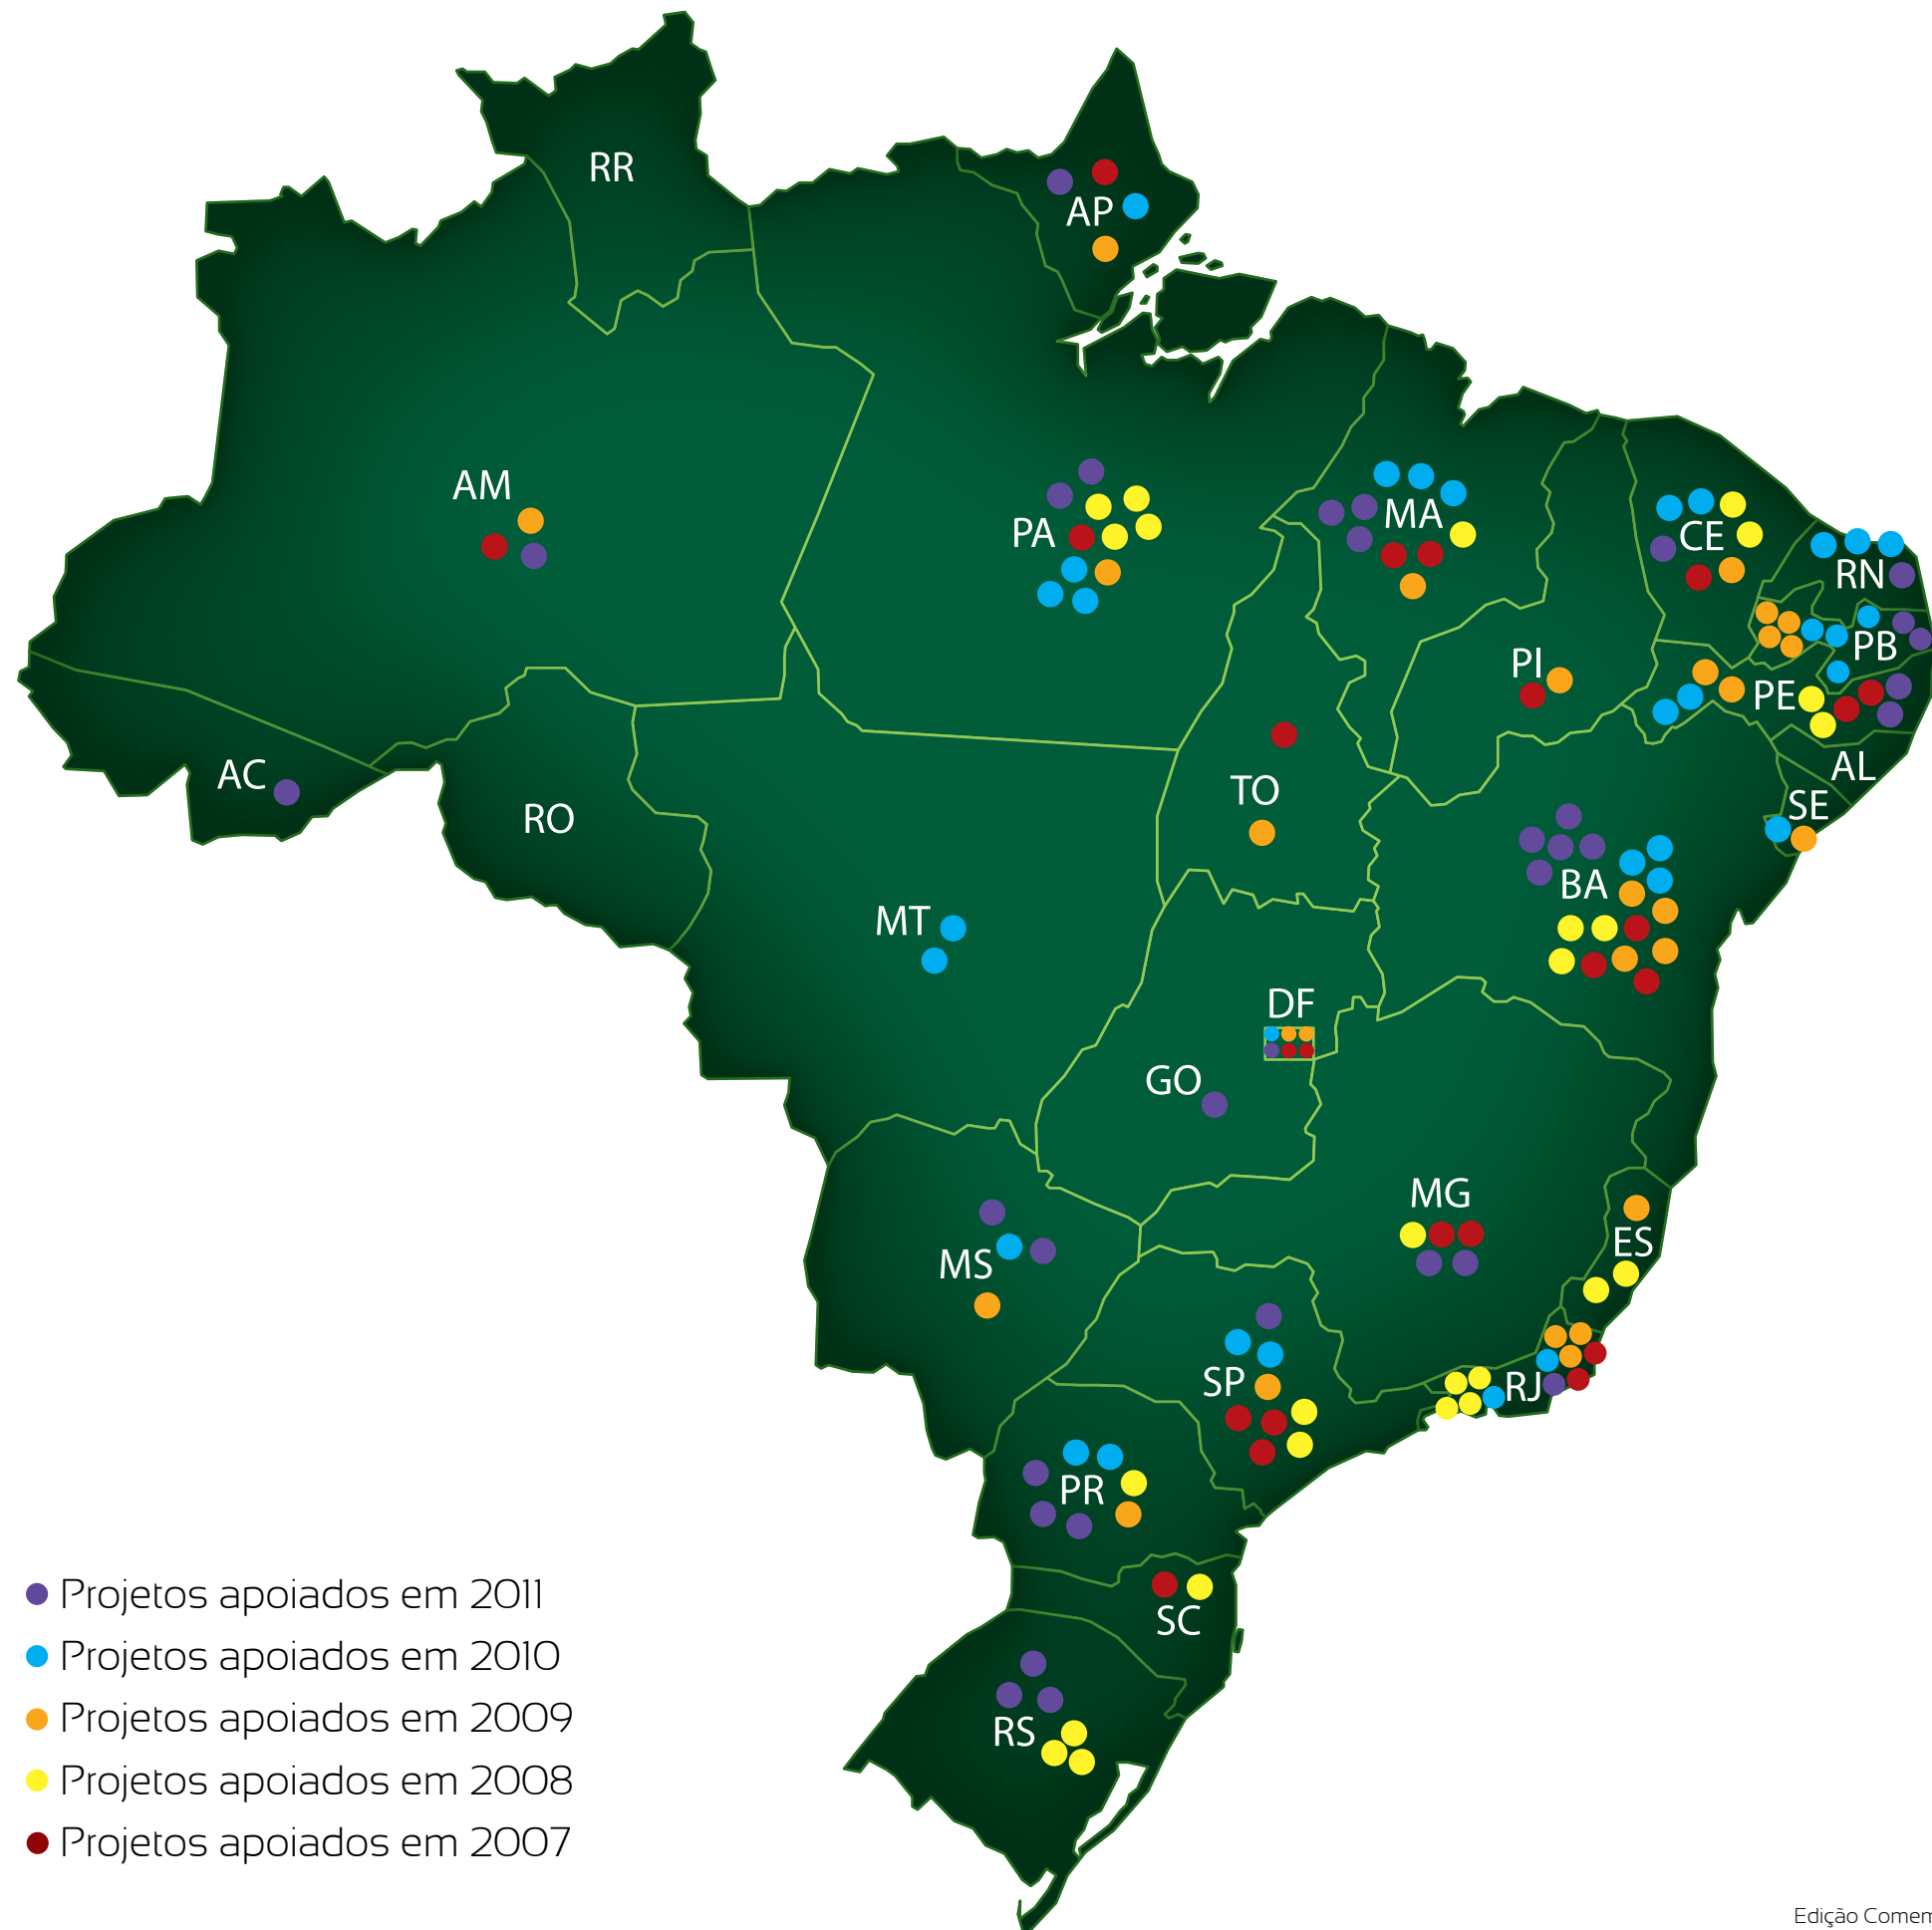 RR
AP
AM
PA
MA
CE
RN
PB
PI
PE
AL
AC
TO
SE
RO
BA
MT
DF
GO
MG
ES
MS
SP
RJ
PR
SC
RS
Projetos apoiados em 2011
Projetos apoiados em 2010
Projetos apoiados em 2009
Projetos apoiados em 2008
Projetos apoiados em 2007
Edição Comem